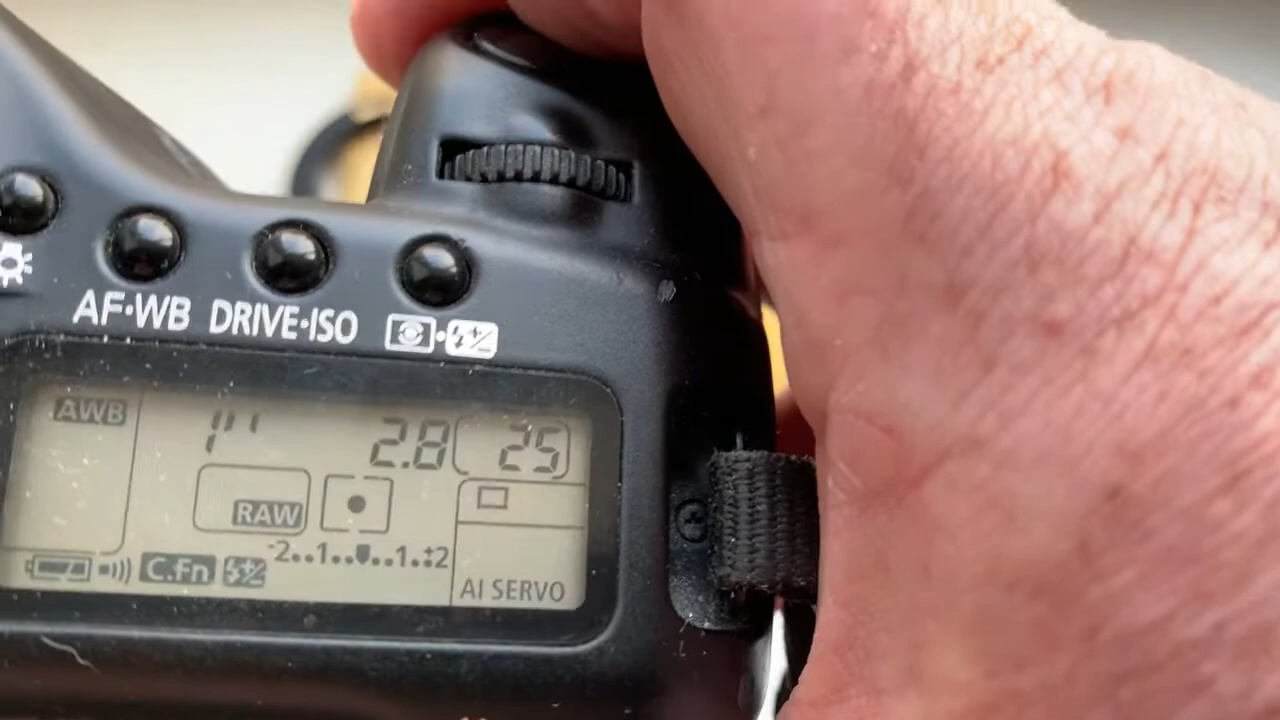 AF•WB DRIVE•ISO
AWB 1" 2.8 25
RAW
-2..1..▼..1.:+2
C.Fn
AI SERVO